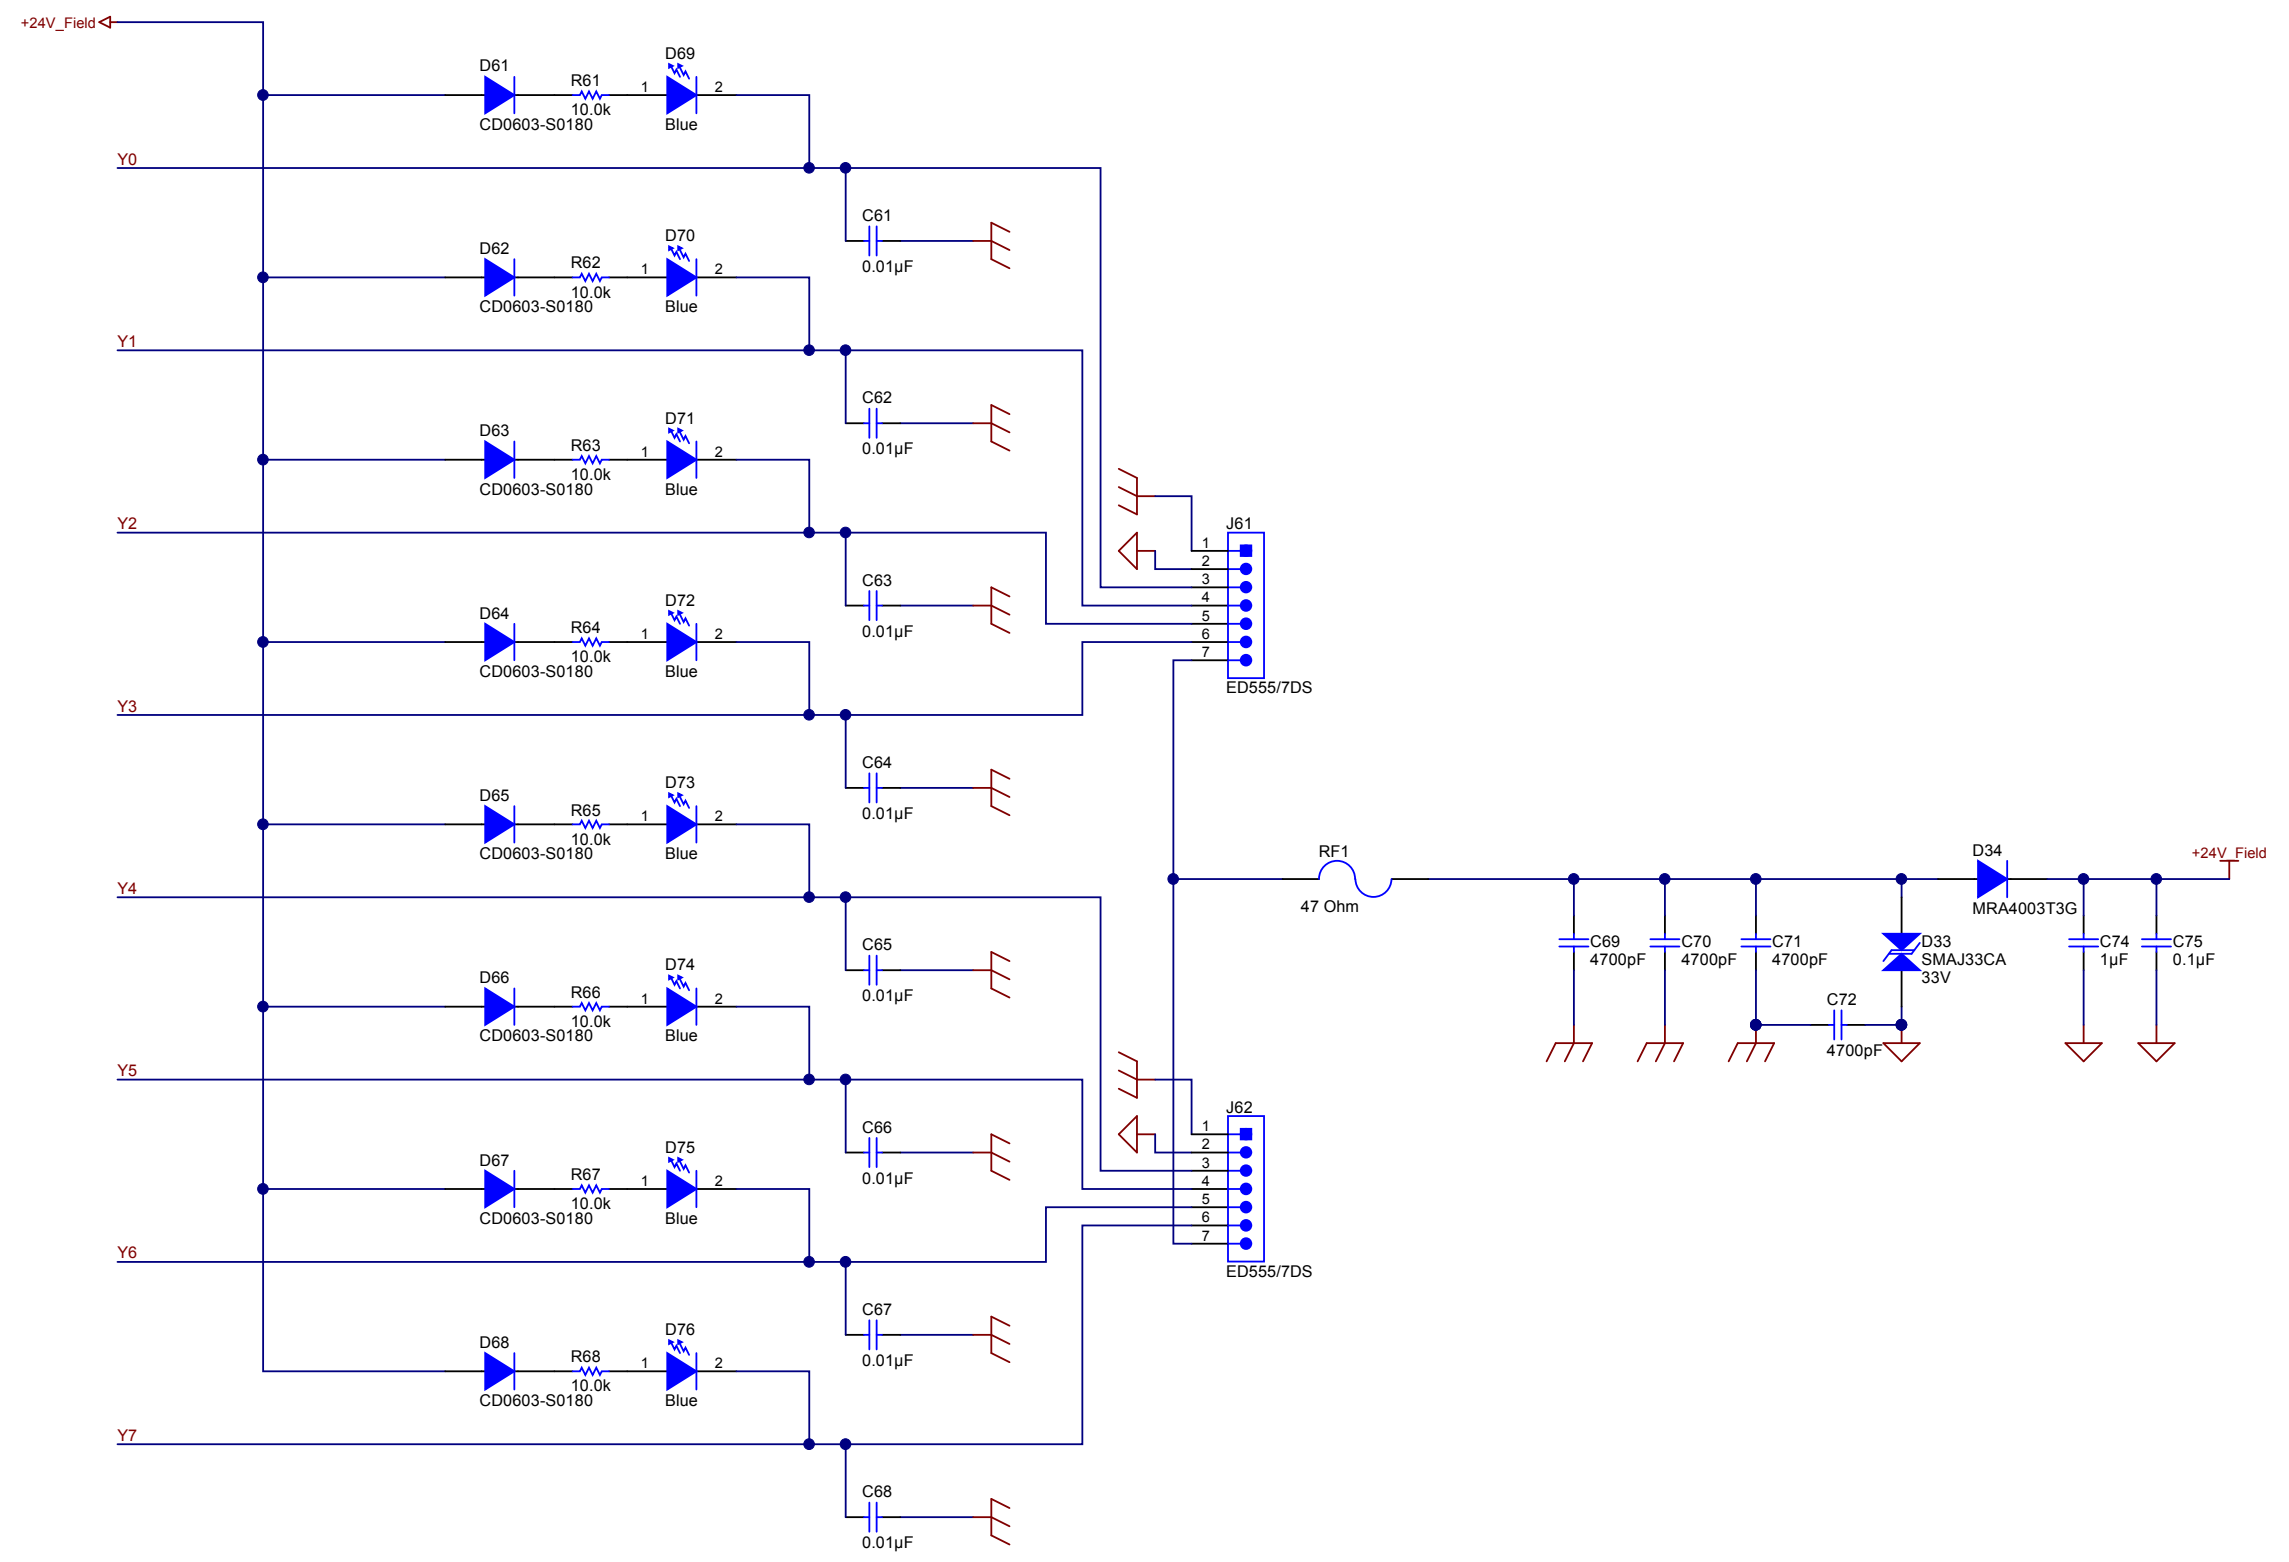 +24V_Field
D61
R61
10.0k
CD0603-S0180
D69
1
2
Blue
Y0
C61
0.01µF
D62
R62
10.0k
CD0603-S0180
D70
1
2
Blue
Y1
C62
0.01µF
D63
R63
10.0k
CD0603-S0180
D71
1
2
Blue
Y2
C63
0.01µF
D64
R64
10.0k
CD0603-S0180
D72
1
2
Blue
Y3
C64
0.01µF
D65
R65
10.0k
CD0603-S0180
D73
1
2
Blue
Y4
C65
0.01µF
D66
R66
10.0k
CD0603-S0180
D74
1
2
Blue
Y5
C66
0.01µF
D67
R67
10.0k
CD0603-S0180
D75
1
2
Blue
Y6
C67
0.01µF
D68
R68
10.0k
CD0603-S0180
D76
1
2
Blue
Y7
C68
0.01µF
J61
1
2
3
4
5
6
7
ED555/7DS
J62
1
2
3
4
5
6
7
ED555/7DS
RF1
47 Ohm
C69
4700pF
C70
4700pF
C71
4700pF
C72
4700pF
D33
SMAJ33CA
33V
D34
MRA4003T3G
C74
1µF
C75
0.1µF
+24V_Field